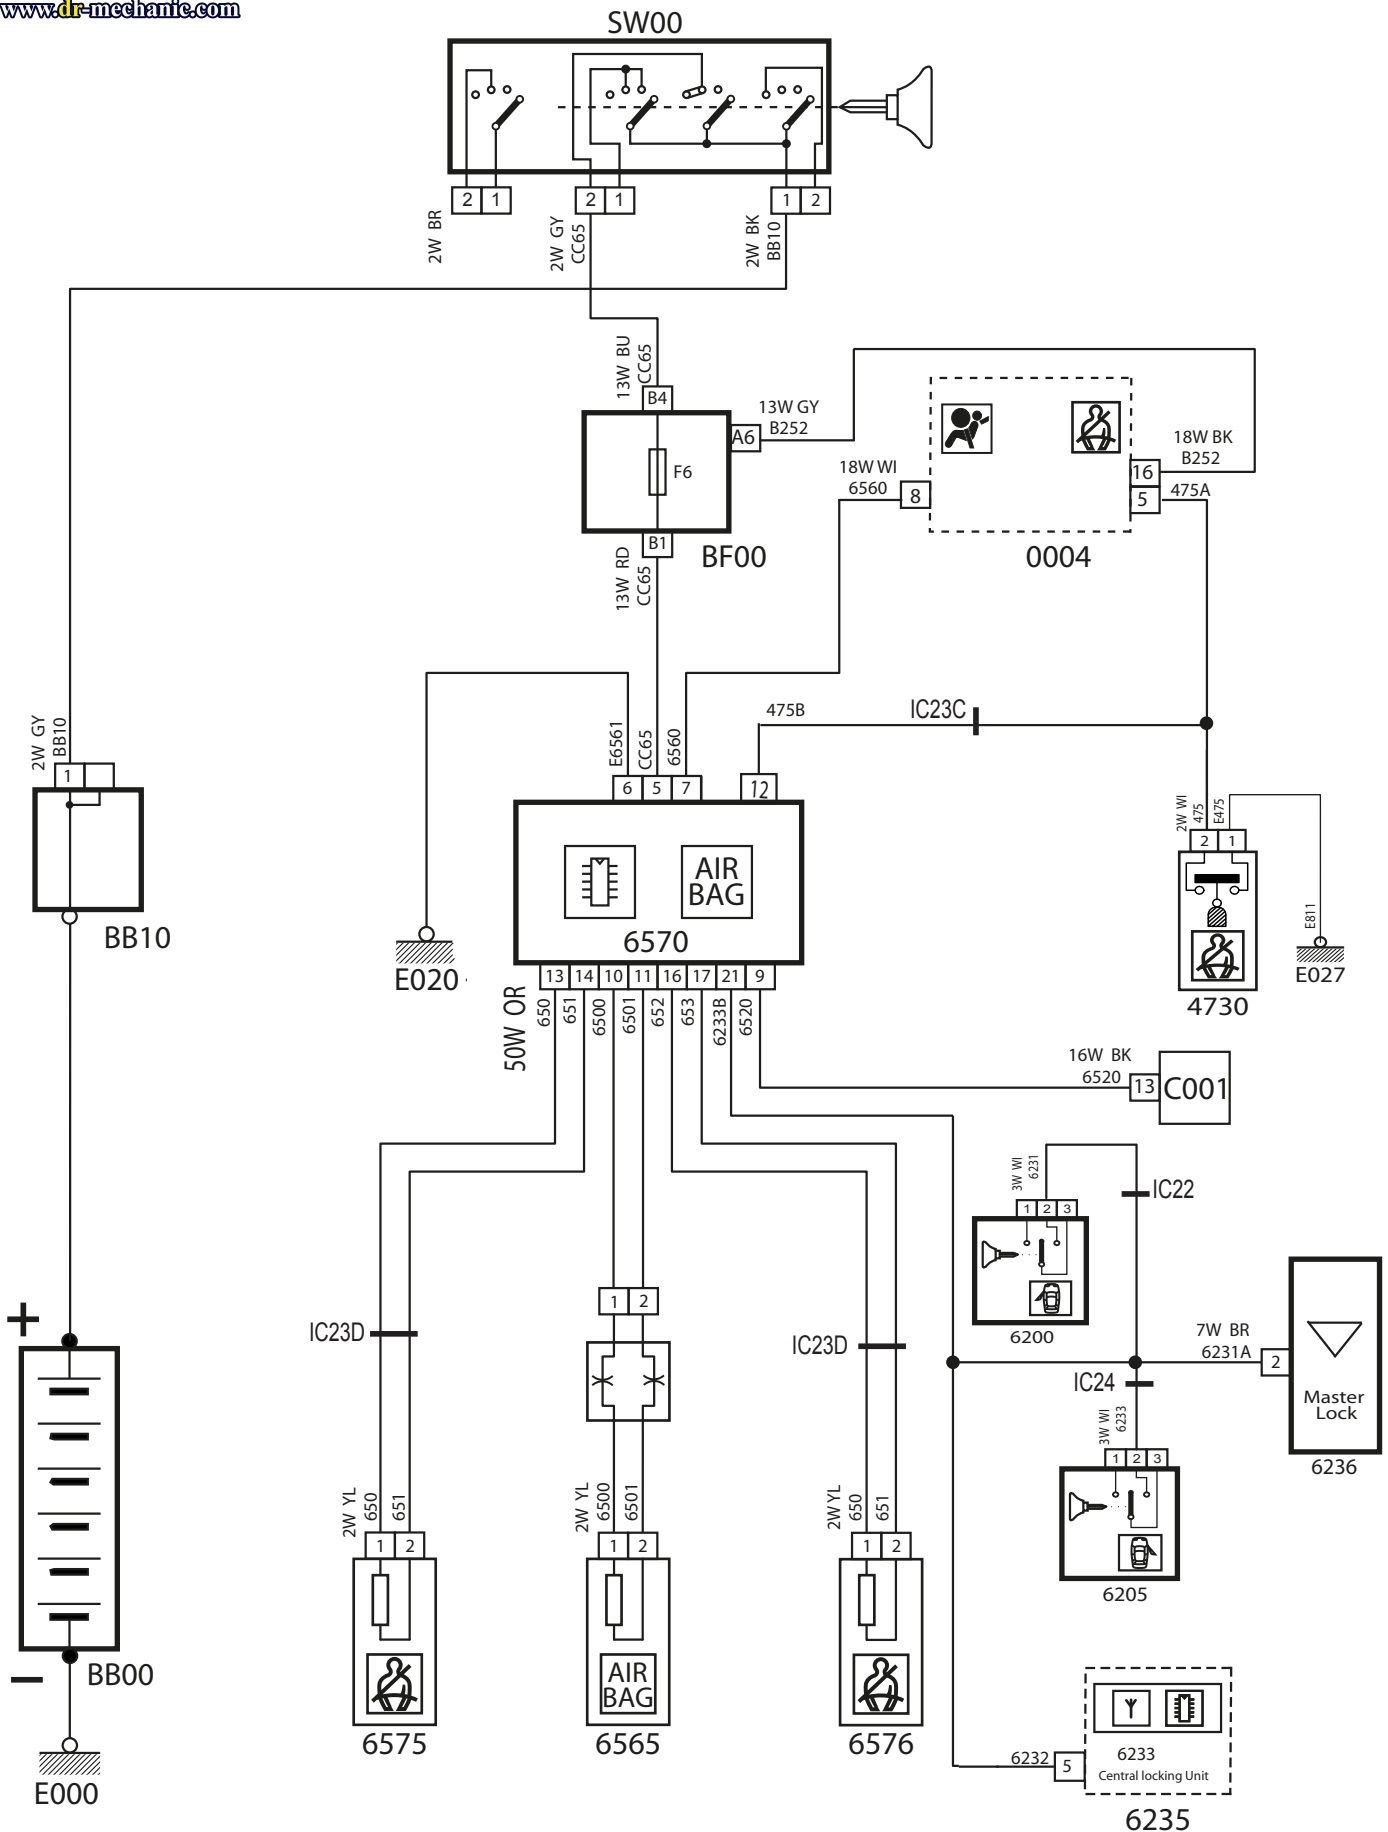 www.dr-mechanic.com
SW00
2 1
2 1
1 2
2W BR
2W GY
CC65
2W BK
BB10
13W BU
CC65
B4
13W GY
B252
A6
F6
B1
BF00
13W RD
CC65
18W WI
6560
8
18W BK
B252
16
475A
5
0004
475B
IC23C
E6561
CC65
6560
6 5 7
12
2W GY
BB10
1
BB10
AIR
BAG
6570
E020
2W WI
475
E475
2 1
E811
4730
E027
13 14 10 11 16 17 21 9
50W OR
650
651
6500
6501
652
653
6233B
6520
16W BK
6520
13
C001
3W WI
6231
1 2 3
IC22
6200
1 2
IC23D
IC23D
7W BR
6231A
2
Master
Lock
6236
IC24
3W WI
6233
1 2 3
6205
+
−
BB00
E000
2W YL
650
651
1 2
6575
2W YL
6500
6501
1 2
AIR
BAG
6565
2W YL
650
651
1 2
6576
6232
5
6233
Central locking Unit
6235